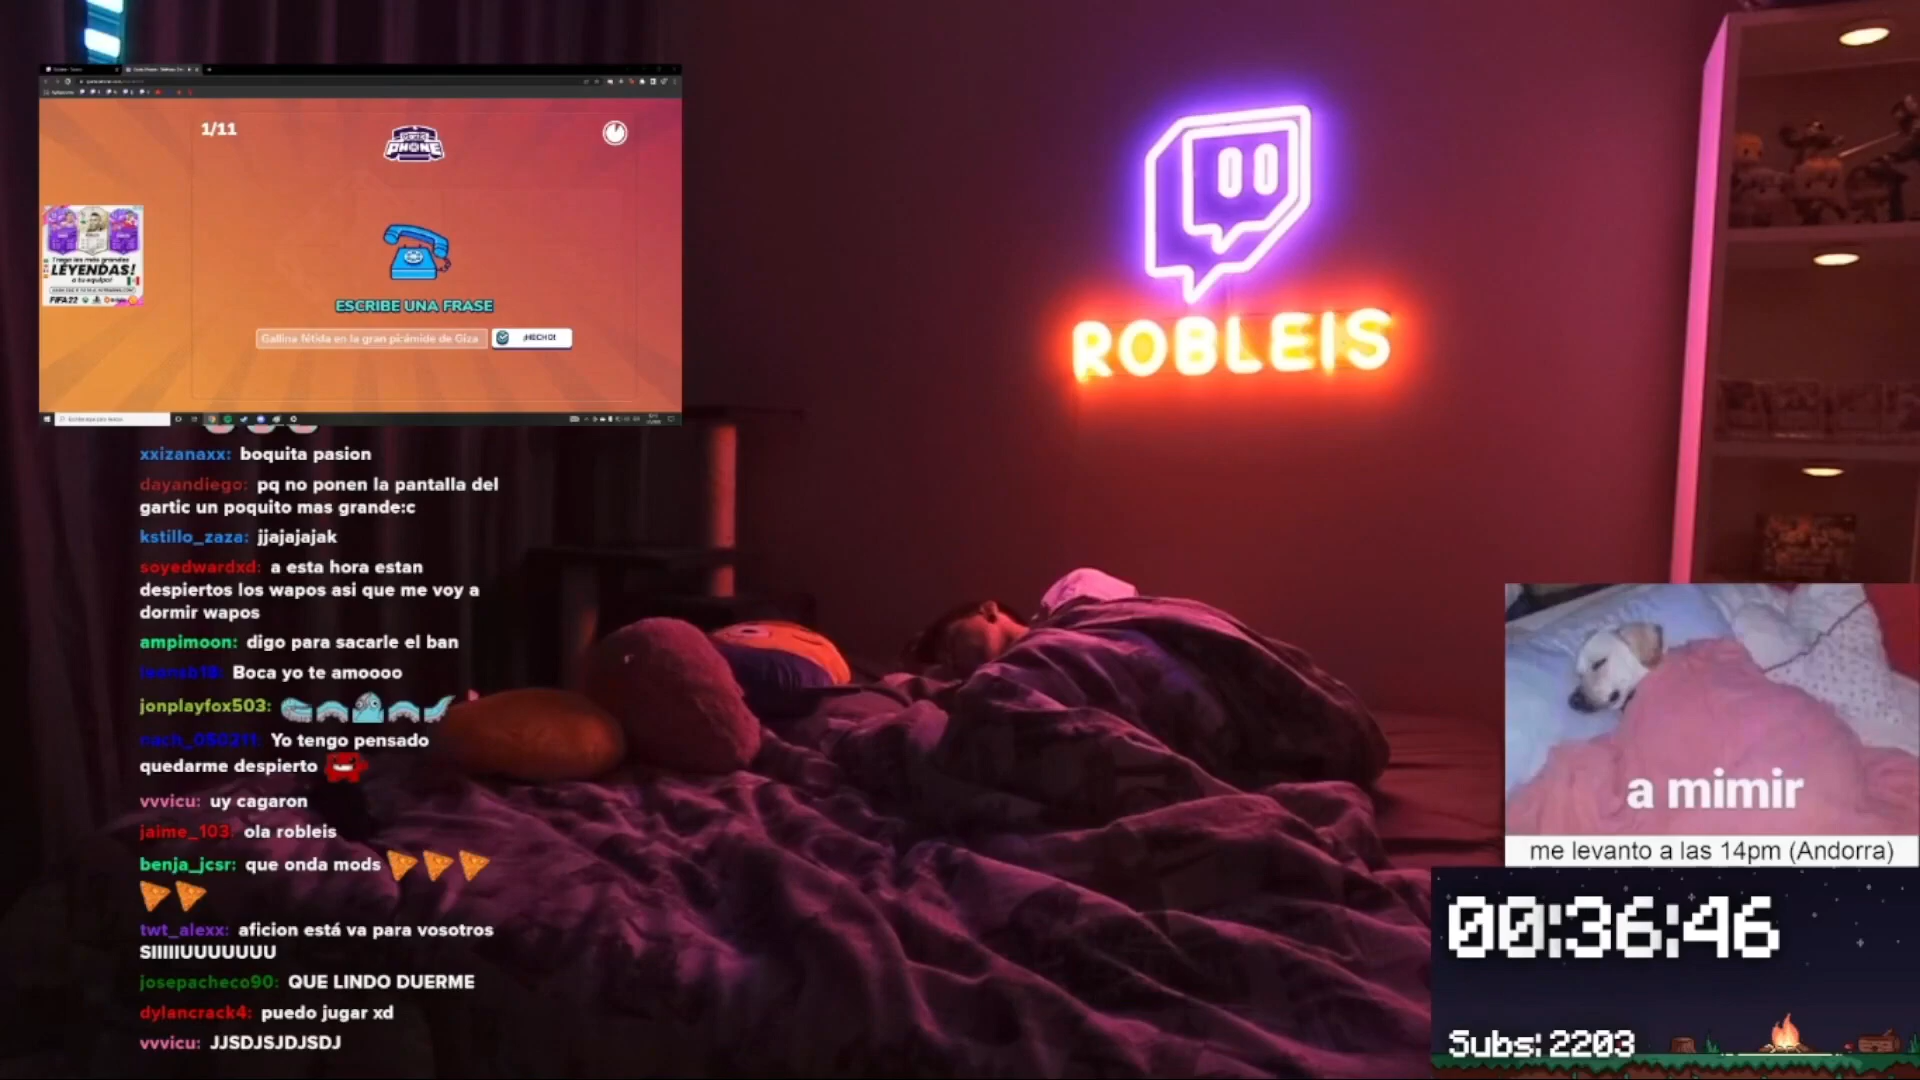 1/11
PHONE
LEYENDAS!
a tu equipo!
FIFA 22
ESCRIBE UNA FRASE
Gallina fétida en la gran pirámide de Giza
¡HECHO!
ROBLEIS
xxizanaxx: boquita pasion
dayandiego: pq no ponen la pantalla del
gartic un poquito mas grande:c
kstillo_zaza: jjajajajak
soyedwardxd: a esta hora estan
despiertos los wapos asi que me voy a
dormir wapos
ampimoon: digo para sacarle el ban
Boca yo te amoooo
jonplayfox503:
nach_050211: Yo tengo pensado
quedarme despierto
vvvicu: uy cagaron
jaime_103: ola robleis
benja_jcsr: que onda mods
twt_alexx: aficion está va para vosotros
SIIIIIUUUUUUUU
josepacheco90: QUE LINDO DUERME
dylancrack4: puedo jugar xd
vvvicu: JJSDJSJDJSDJ
a mimir
me levanto a las 14pm (Andorra)
00:36:46
Subs: 2203